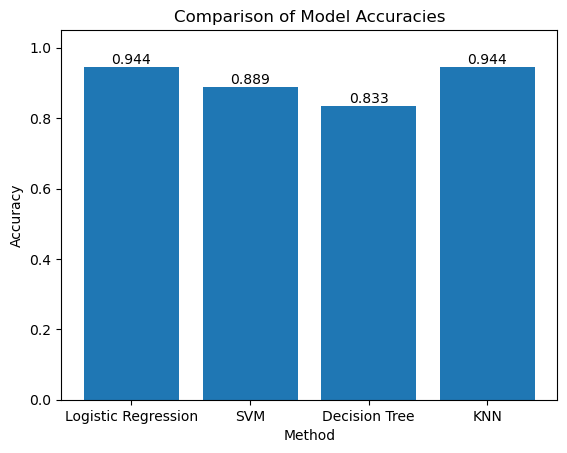 Comparison of Model Accuracies
1.0
0.8
0.6
0.4
0.2
0.0
Accuracy
0.944
0.889
0.833
0.944
Logistic Regression
SVM
Decision Tree
KNN
Method